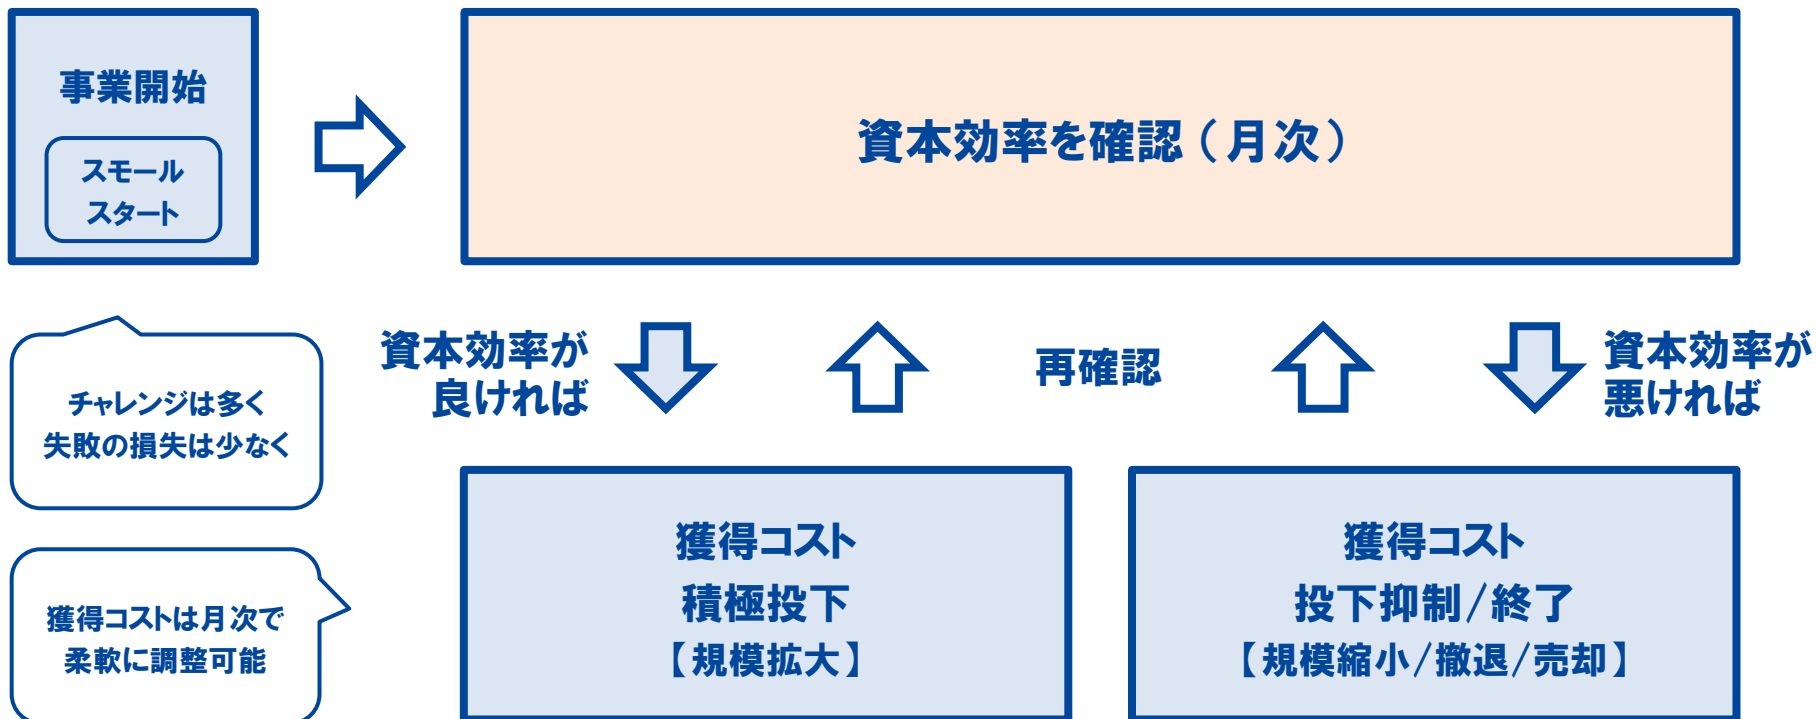 事業開始
スモール
スタート
資本効率を確認（月次）
チャレンジは多く
失敗の損失は少なく
資本効率が
良ければ
再確認
資本効率が
悪ければ
獲得コストは月次で
柔軟に調整可能
獲得コスト
積極投下
【規模拡大】
獲得コスト
投下抑制/終了
【規模縮小/撤退/売却】